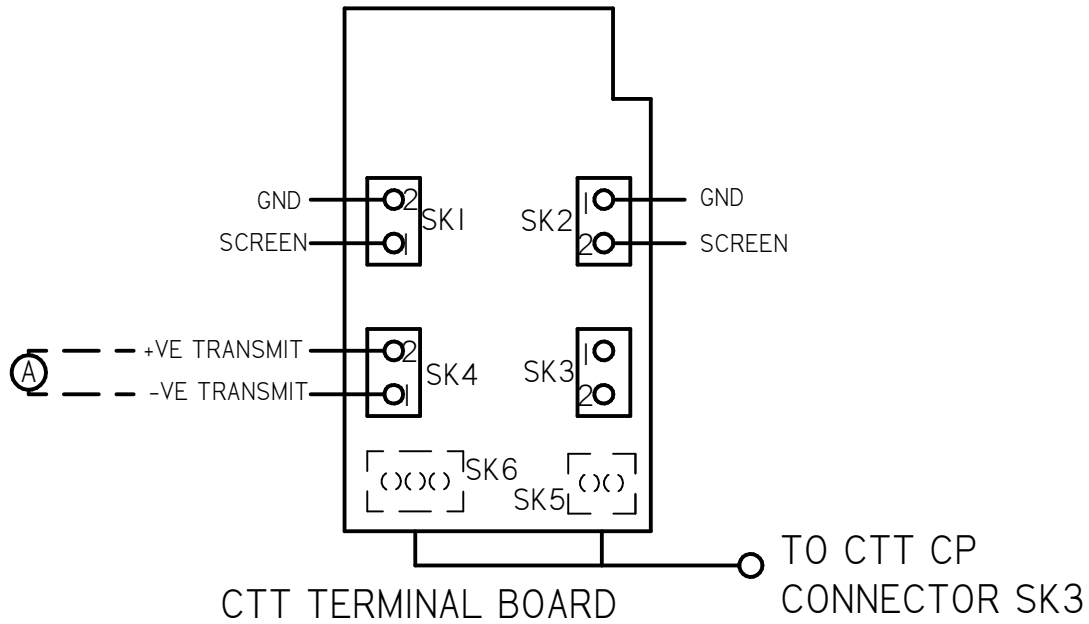 GND
2
SK1
SCREEN
1
1
SK2
GND
2
SCREEN
+VE TRANSMIT
2
SK4
-VE TRANSMIT
1
1
SK3
2
A
SK6
SK5
TO CTT CP
CONNECTOR SK3
CTT TERMINAL BOARD